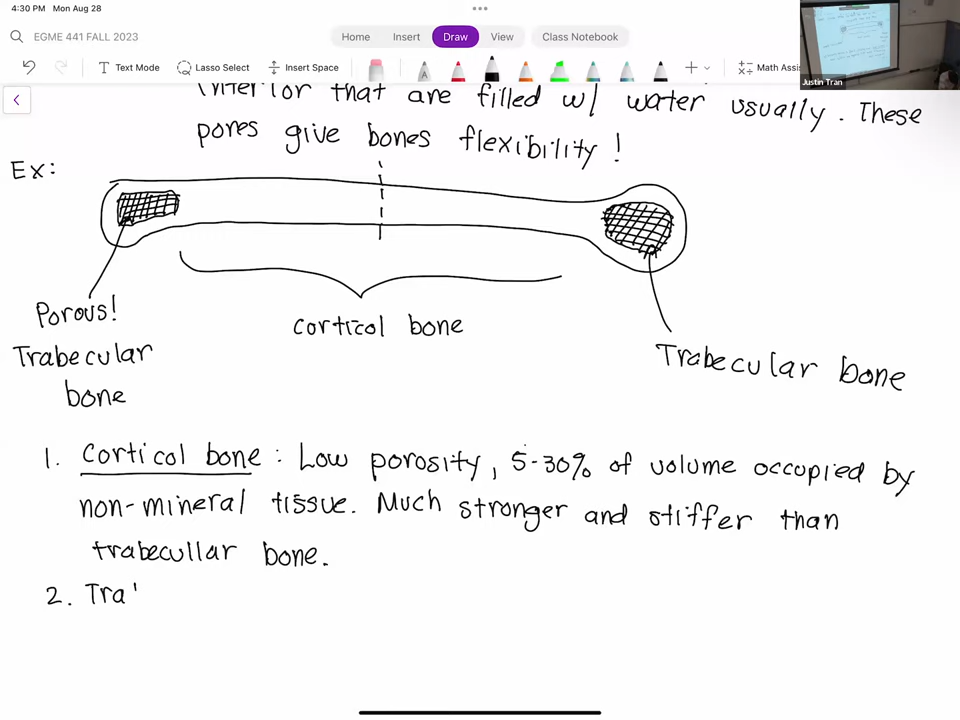 4:30 PM Mon Aug 28
EGME 441 FALL 2023
Home Insert Draw View Class Notebook
Text Mode Lasso Select Insert Space Math Assis
Justin Tran
interior that are filled w/ water usually. These
pores give bones flexibility!
Ex:
Porous!
Trabecular
bone
corticol bone
Trabecular bone
1. Corticol bone: Low porosity, 5-30% of volume occupied by
non-mineral tissue. Much stronger and stiffer than
trabecullar bone.
2. Tra